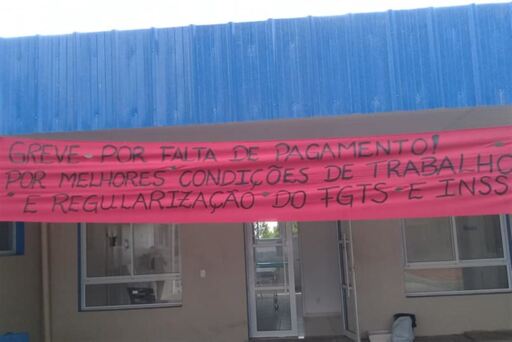 GREVE - POR FALTA DE PAGAMENTO!
POR MELHORES CONDIÇÕES DE TRABALHO
E REGULARIZAÇÃO DO FGTS E INSS